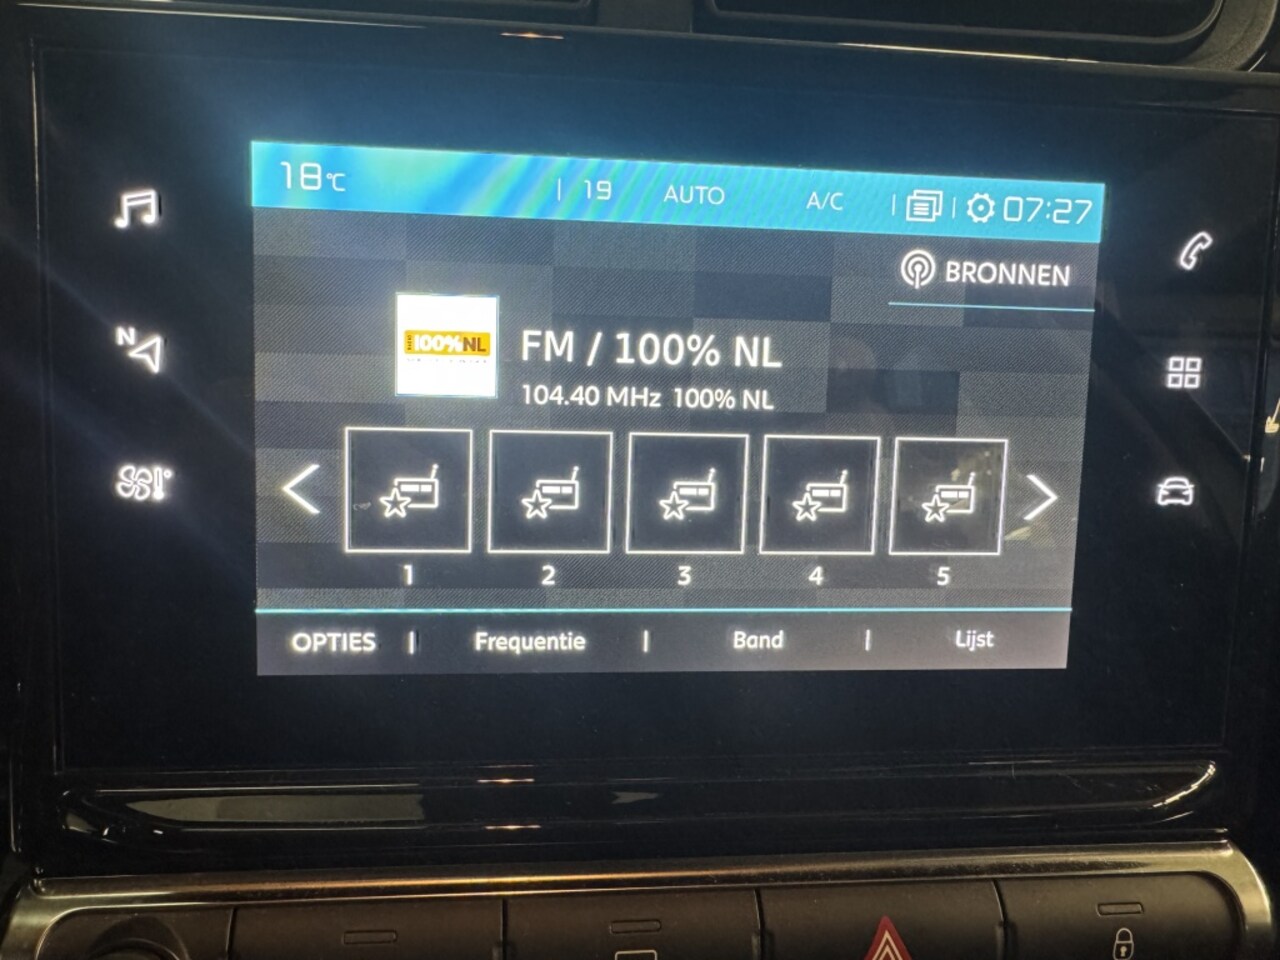 18°C | 19 AUTO A/C | | 07:27
BRONNEN
N
100%NL
FM / 100% NL
104.40 MHz 100% NL
1 2 3 4 5
OPTIES | Frequentie | Band | Lijst